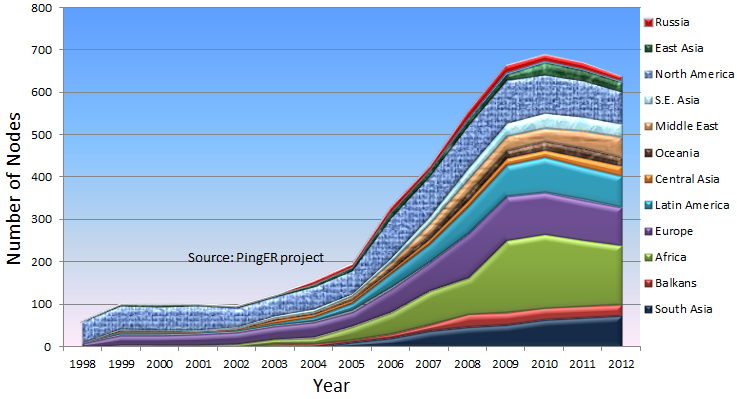 800
700
600
500
400
300
200
100
0
Number of Nodes
Source: PingER project
1998 1999 2000 2001 2002 2003 2004 2005 2006 2007 2008 2009 2010 2011 2012
Year
Russia
East Asia
North America
S.E. Asia
Middle East
Oceania
Central Asia
Latin America
Europe
Africa
Balkans
South Asia